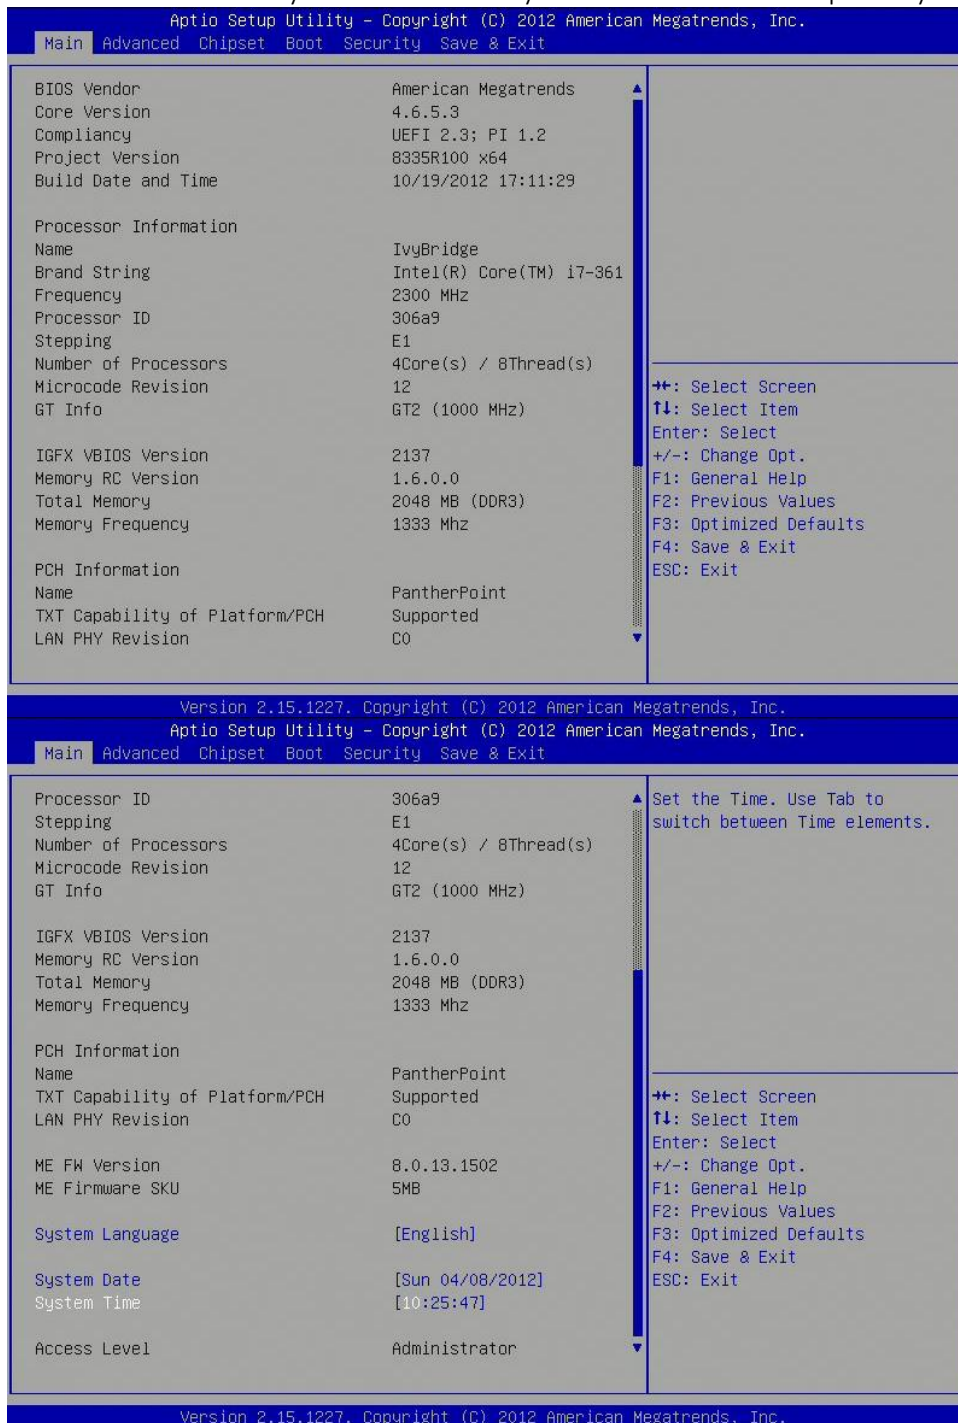 Aptio Setup Utility – Copyright (C) 2012 American Megatrends, Inc.
Main Advanced Chipset Boot Security Save & Exit
BIOS Vendor American Megatrends
Core Version 4.6.5.3
Compliancy UEFI 2.3; PI 1.2
Project Version 8335R100 x64
Build Date and Time 10/19/2012 17:11:29
Processor Information
Name IvyBridge
Brand String Intel(R) Core(TM) i7-361
Frequency 2300 MHz
Processor ID 306a9
Stepping E1
Number of Processors 4Core(s) / 8Thread(s)
Microcode Revision 12
GT Info GT2 (1000 MHz)
IGFX VBIOS Version 2137
Memory RC Version 1.6.0.0
Total Memory 2048 MB (DDR3)
Memory Frequency 1333 Mhz
PCH Information
Name PantherPoint
TXT Capability of Platform/PCH Supported
LAN PHY Revision C0
→←: Select Screen
↑↓: Select Item
Enter: Select
+/-: Change Opt.
F1: General Help
F2: Previous Values
F3: Optimized Defaults
F4: Save & Exit
ESC: Exit
Version 2.15.1227. Copyright (C) 2012 American Megatrends, Inc.
Aptio Setup Utility – Copyright (C) 2012 American Megatrends, Inc.
Main Advanced Chipset Boot Security Save & Exit
Processor ID 306a9
Stepping E1
Number of Processors 4Core(s) / 8Thread(s)
Microcode Revision 12
GT Info GT2 (1000 MHz)
IGFX VBIOS Version 2137
Memory RC Version 1.6.0.0
Total Memory 2048 MB (DDR3)
Memory Frequency 1333 Mhz
PCH Information
Name PantherPoint
TXT Capability of Platform/PCH Supported
LAN PHY Revision C0
ME FW Version 8.0.13.1502
ME Firmware SKU 5MB
System Language [English]
System Date [Sun 04/08/2012]
System Time [10:25:47]
Access Level Administrator
Set the Time. Use Tab to
switch between Time elements.
→←: Select Screen
↑↓: Select Item
Enter: Select
+/-: Change Opt.
F1: General Help
F2: Previous Values
F3: Optimized Defaults
F4: Save & Exit
ESC: Exit
Version 2.15.1227. Copyright (C) 2012 American Megatrends, Inc.